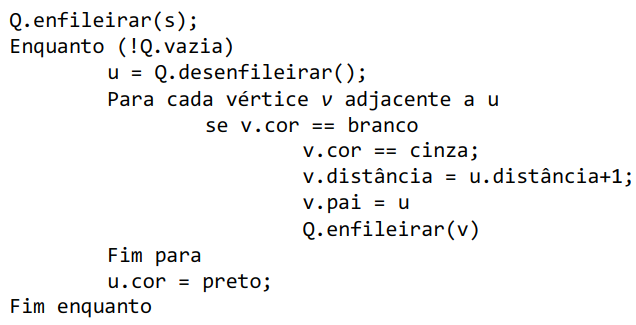 Q.enfileirar(s);
Enquanto (!Q.vazia)
u = Q.desenfileirar();
Para cada vértice v adjacente a u
se v.cor == branco
v.cor == cinza;
v.distância = u.distância+1;
v.pai = u
Q.enfileirar(v)
Fim para
u.cor = preto;
Fim enquanto